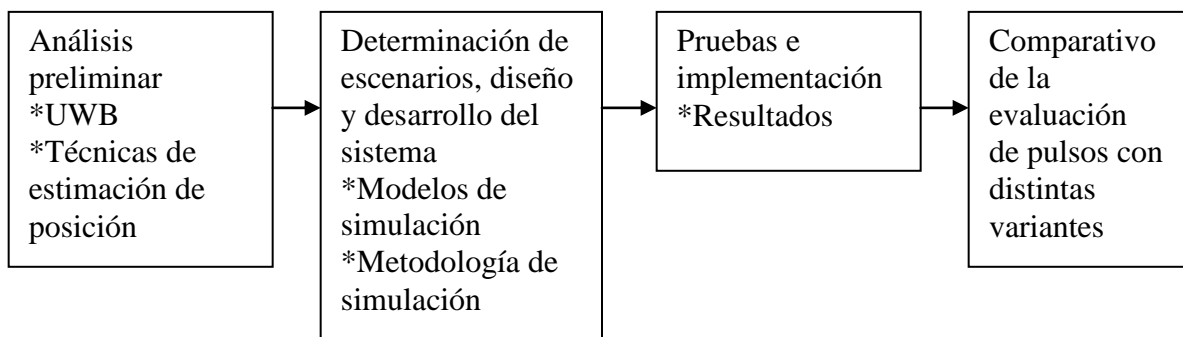 Análisis
preliminar
*UWB
*Técnicas de
estimación de
posición
Determinación de
escenarios, diseño
y desarrollo del
sistema
*Modelos de
simulación
*Metodología de
simulación
Pruebas e
implementación
*Resultados
Comparativo
de la
evaluación
de pulsos con
distintas
variantes